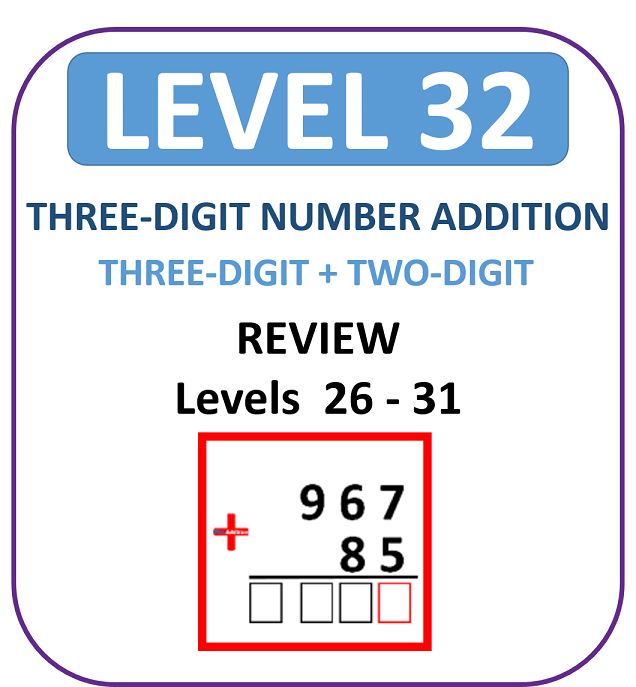 LEVEL 32
THREE-DIGIT NUMBER ADDITION
THREE-DIGIT + TWO-DIGIT
REVIEW
Levels 26 - 31
967
+
85